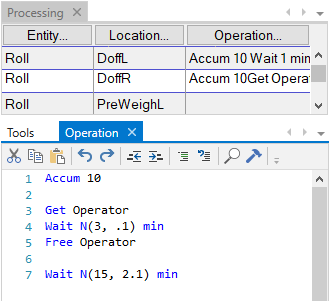 Processing
Entity... Location... Operation...
Roll DoffL Accum 10 Wait 1 min
Roll DoffR Accum 10Get Opera
Roll PreWeighL
Tools Operation
1 Accum 10
2
3 Get Operator
4 Wait N(3, .1) min
5 Free Operator
6
7 Wait N(15, 2.1) min